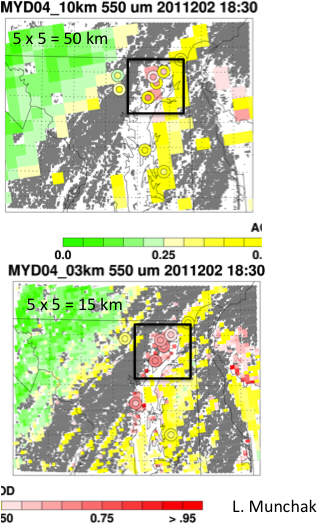 MYD04_10km 550 um 2011202 18:30
5 x 5 = 50 km
0.0 0.25 0.
MYD04_03km 550 um 2011202 18:30
5 x 5 = 15 km
OD
50 0.75 > .95
L. Munchak